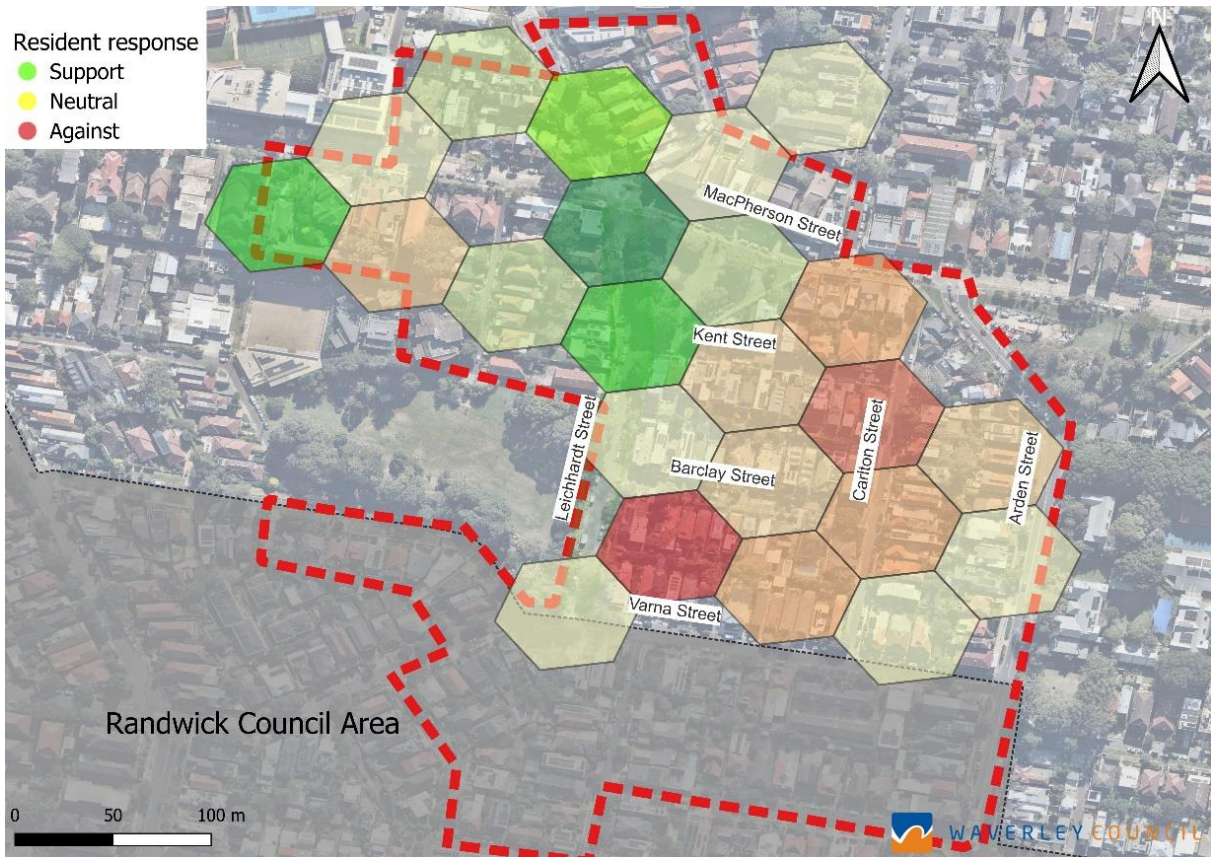 Resident response
Support
Neutral
Against
N
MacPherson Street
Kent Street
Leichhardt Street
Barclay Street
Carlton Street
Arden Street
Varna Street
Randwick Council Area
0 50 100 m
WAVERLEY COUNCIL